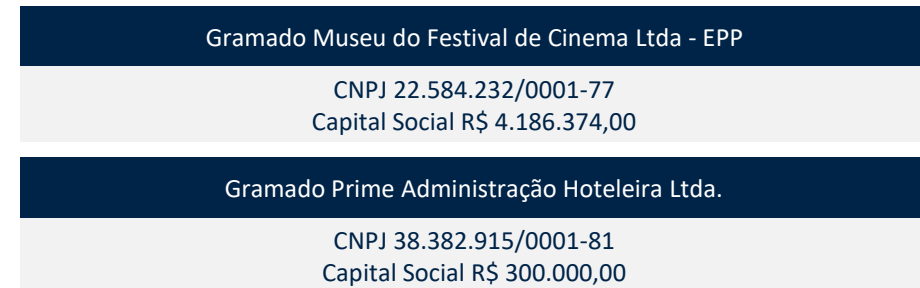 Gramado Museu do Festival de Cinema Ltda - EPP
CNPJ 22.584.232/0001-77
Capital Social R$ 4.186.374,00
Gramado Prime Administração Hoteleira Ltda.
CNPJ 38.382.915/0001-81
Capital Social R$ 300.000,00